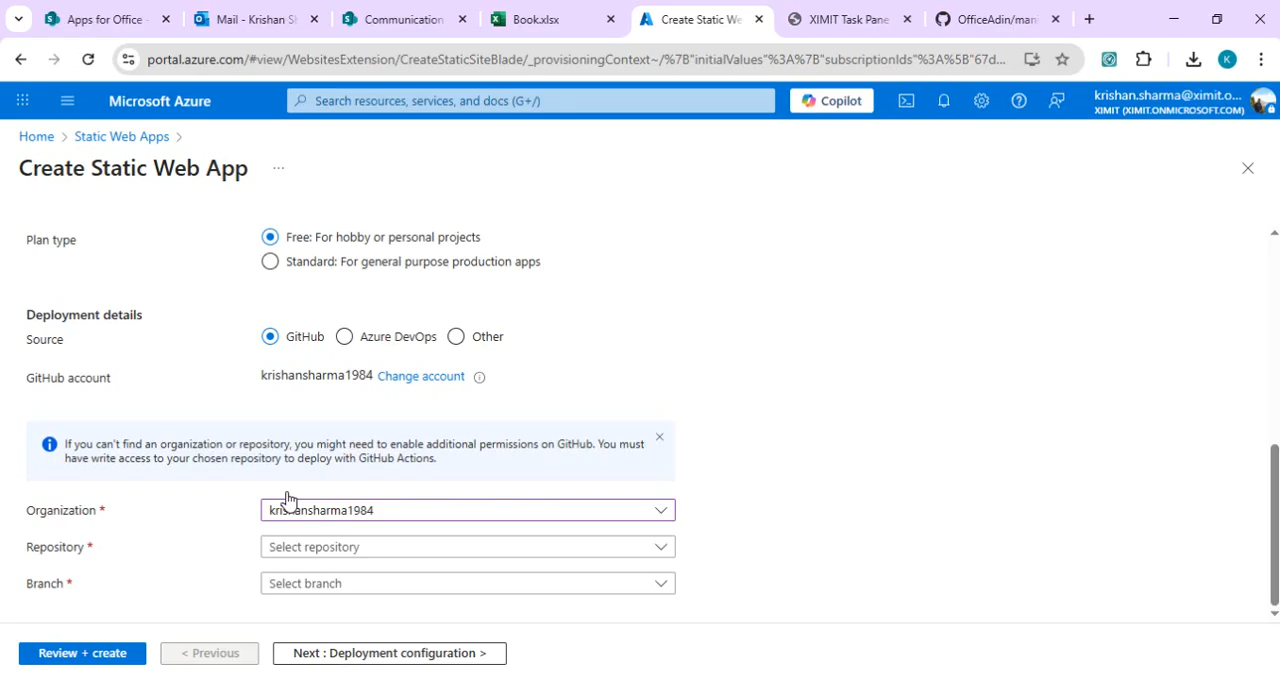 Apps for Office
Mail - Krishan S
Communication
Book.xlsx
Create Static We
XIMIT Task Pane
OfficeAdin/mani
portal.azure.com/#view/WebsitesExtension/CreateStaticSiteBlade/_provisioningContext~/%7B"initialValues"%3A%7B"subscriptionIds"%3A%5B"67d...
K
Microsoft Azure
Search resources, services, and docs (G+/)
Copilot
krishan.sharma@ximit.o...
XIMIT (XIMIT.ONMICROSOFT.COM)
Home > Static Web Apps >
Create Static Web App ...
Plan type
Free: For hobby or personal projects
Standard: For general purpose production apps
Deployment details
Source
GitHub
Azure DevOps
Other
GitHub account
krishansharma1984 Change account
If you can't find an organization or repository, you might need to enable additional permissions on GitHub. You must
have write access to your chosen repository to deploy with GitHub Actions.
Organization *
krishansharma1984
Repository *
Select repository
Branch *
Select branch
Review + create
< Previous
Next : Deployment configuration >